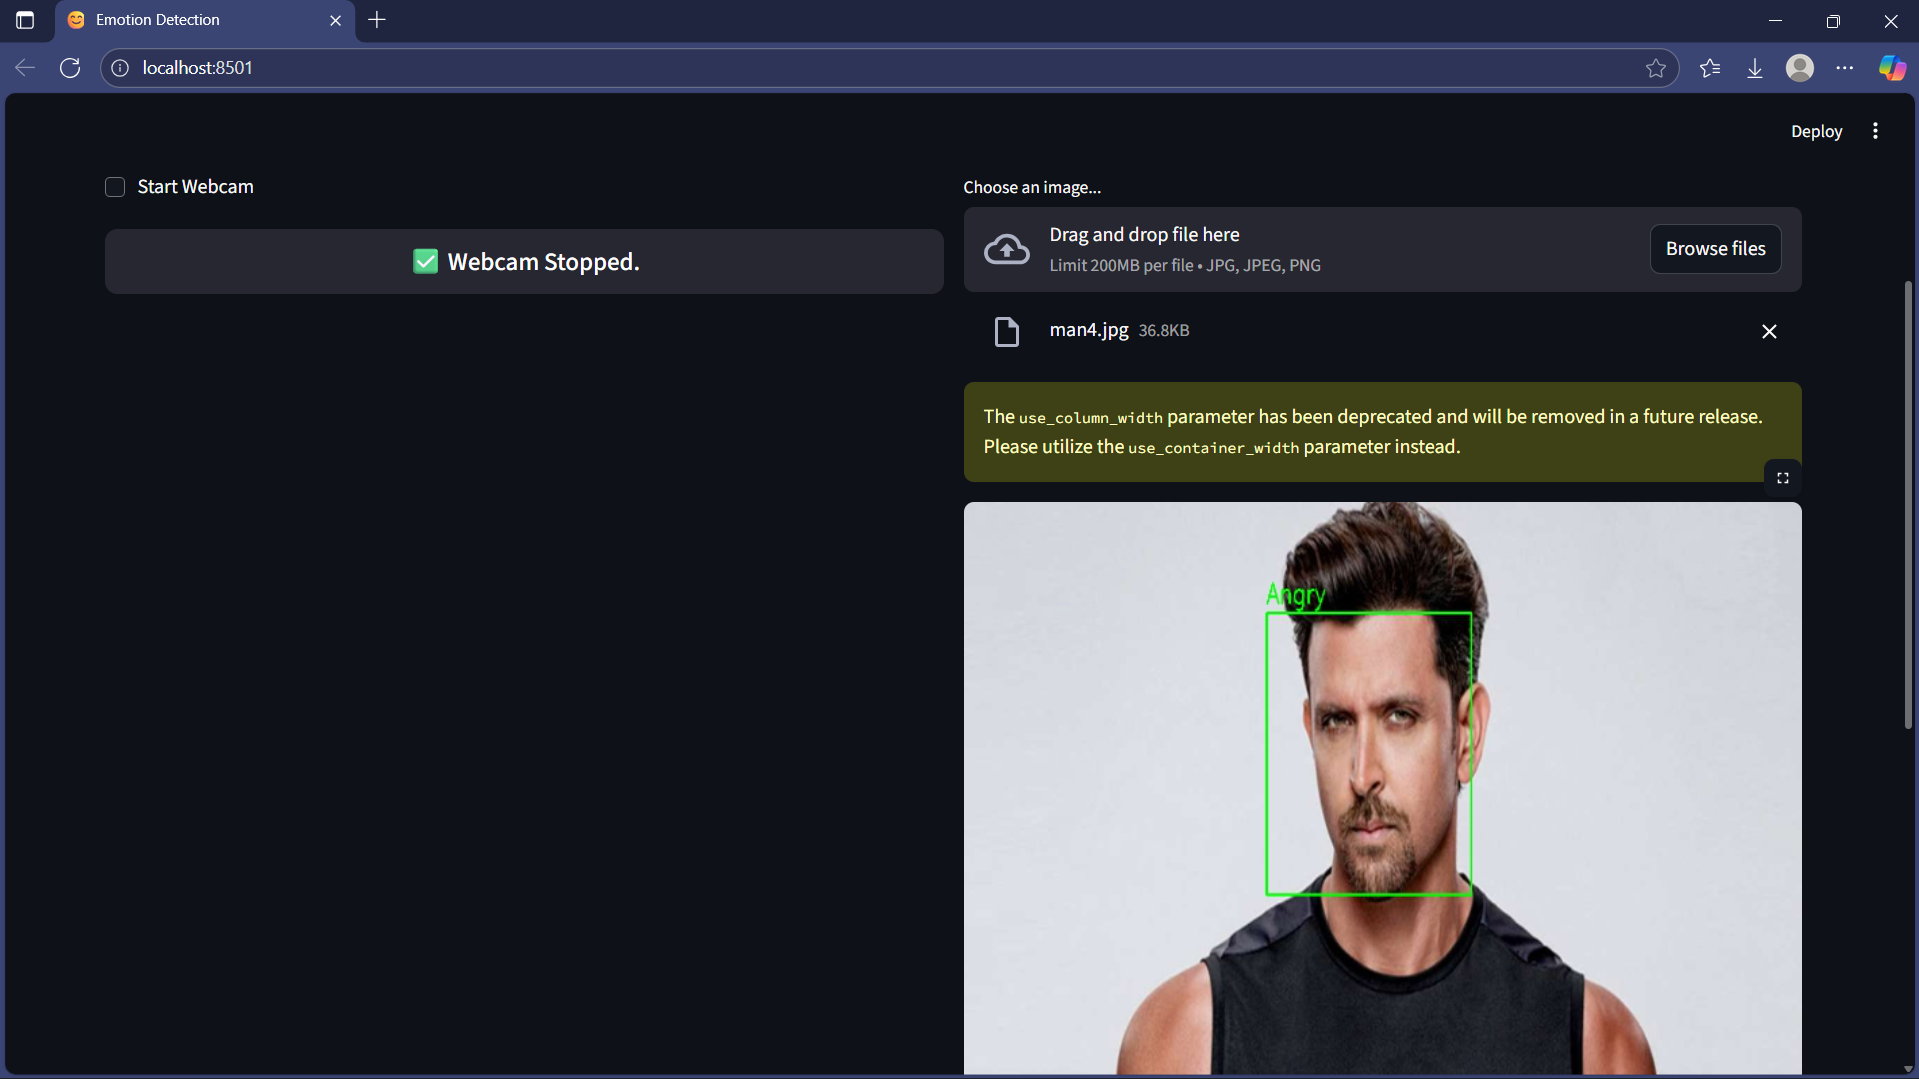 Emotion Detection
localhost:8501
Deploy
Start Webcam
✅ Webcam Stopped.
Choose an image...
Drag and drop file here
Limit 200MB per file • JPG, JPEG, PNG
Browse files
man4.jpg 36.8KB
The use_column_width parameter has been deprecated and will be removed in a future release.
Please utilize the use_container_width parameter instead.
Angry